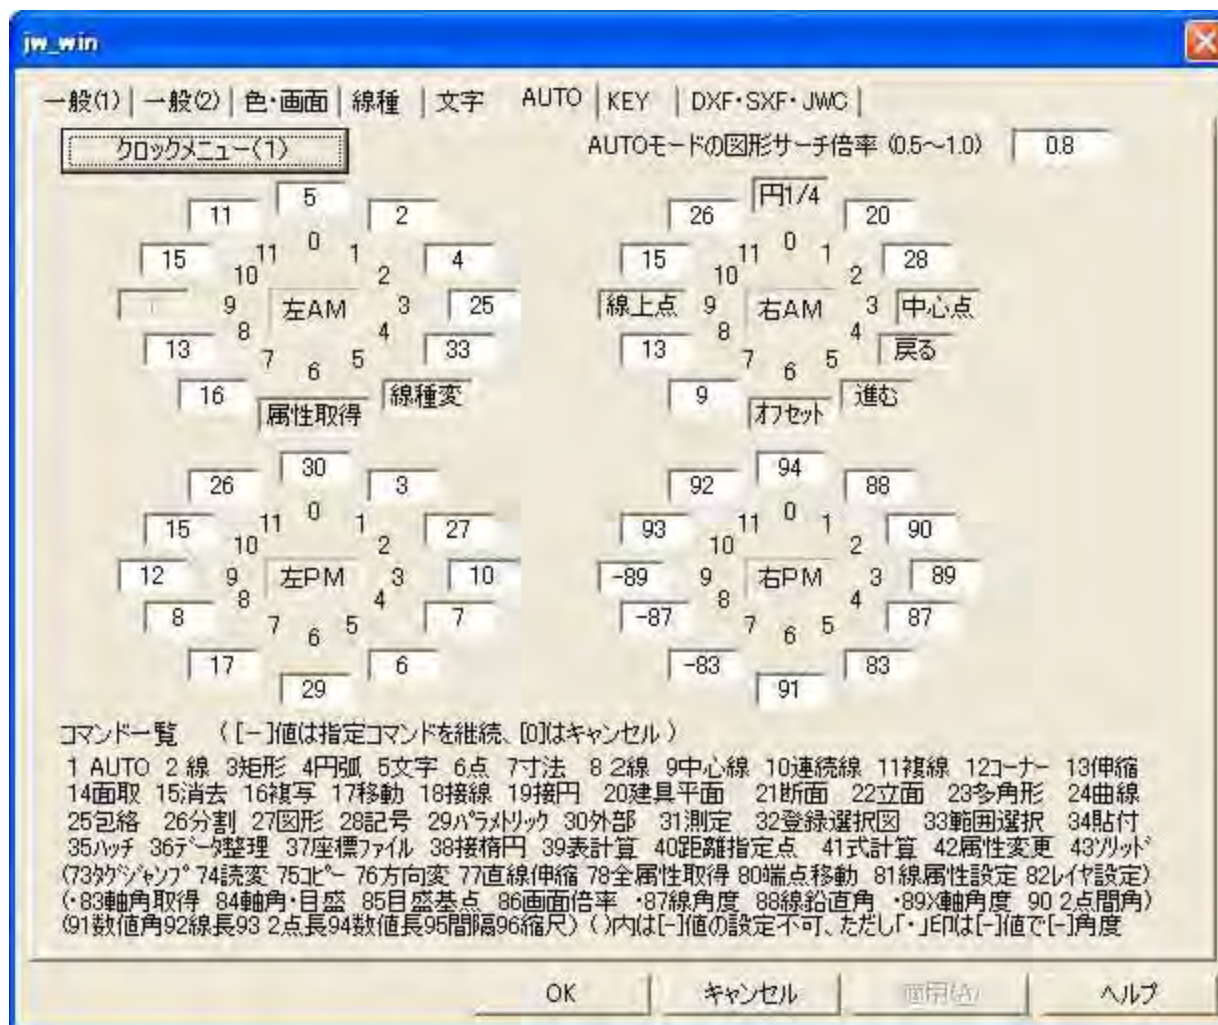 jw_win
一般(1) 一般(2) 色・画面 線種 文字 AUTO KEY DXF・SXF・JWC
クロックメニュー(1) AUTOモードの図形サーチ倍率 (0.5～1.0) 0.8
5
11 2
0
11 1
15 4
10 2
9 左AM 3 25
8 4
13 33
7 5
6
16 属性取得 線種変
円1/4
26 20
0
11 1
15 28
10 2
線上点 9 右AM 3 中心点
8 4
13 戻る
7 5
6
9 オフセット 進む
30
26 3
0
11 1
15 27
10 2
12 9 左PM 3 10
8 4
8 7
7 5
6
17 6
29
94
92 88
0
11 1
93 90
10 2
-89 9 右PM 3 89
8 4
-87 87
7 5
6
-83 83
91
コマンド一覧 ([－]値は指定コマンドを継続、[0]はキャンセル)
1 AUTO 2 線 3矩形 4円弧 5文字 6点 7寸法 8 2線 9中心線 10連続線 11複線 12コーナー 13伸縮
14面取 15消去 16複写 17移動 18接線 19接円 20建具平面 21断面 22立面 23多角形 24曲線
25包絡 26分割 27図形 28記号 29パラメトリック 30外部 31測定 32登録選択図 33範囲選択 34貼付
35ハッチ 36データ整理 37座標ファイル 38接楕円 39表計算 40距離指定点 41式計算 42属性変更 43ソリッド
(73タグジャンプ 74読変 75コピー 76方向変 77直線伸縮 78全属性取得 80端点移動 81線属性設定 82レイヤ設定)
(・83軸角取得 84軸角・目盛 85目盛基点 86画面倍率 ・87線角度 88線鉛直角 ・89X軸角度 90 2点間角)
(91数値角92線長93 2点長94数値長95間隔96縮尺) ( )内は[-]値の設定不可、ただし「・」印は[-]値で[-]角度
OK キャンセル 適用(A) ヘルプ